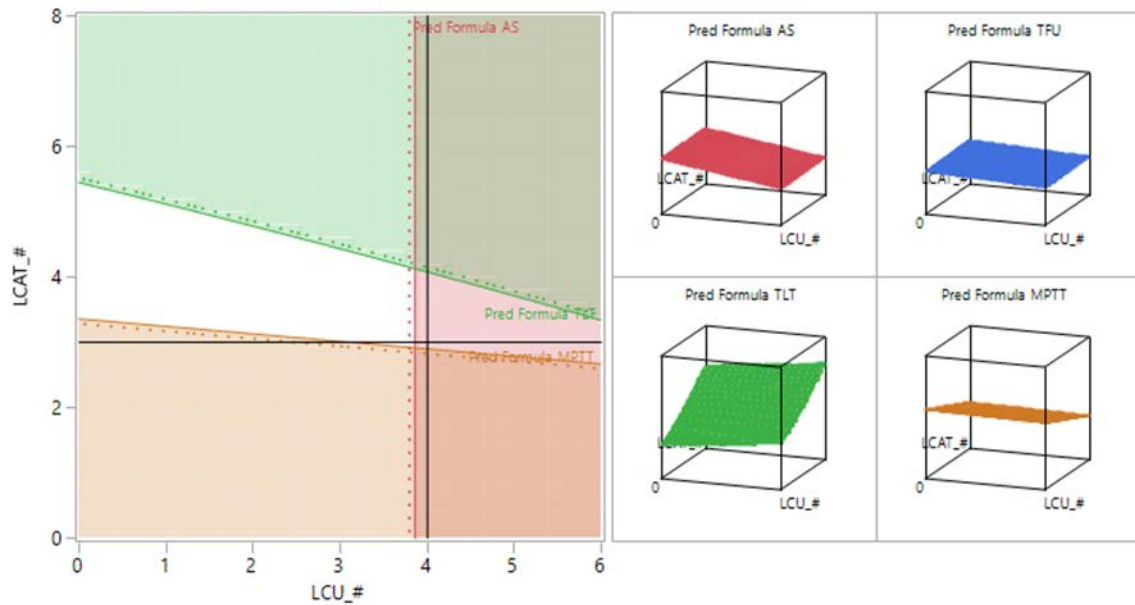 8
6
4
2
0
LCAT_#
Pred Formula AS
Pred Formula TLT
Pred Formula MPTT
0 1 2 3 4 5 6
LCU_#
Pred Formula AS
LCAT_#
0
LCU_#
Pred Formula TFU
LCAT_#
0
LCU_#
Pred Formula TLT
LCAT_#
0
LCU_#
Pred Formula MPTT
LCAT_#
0
LCU_#